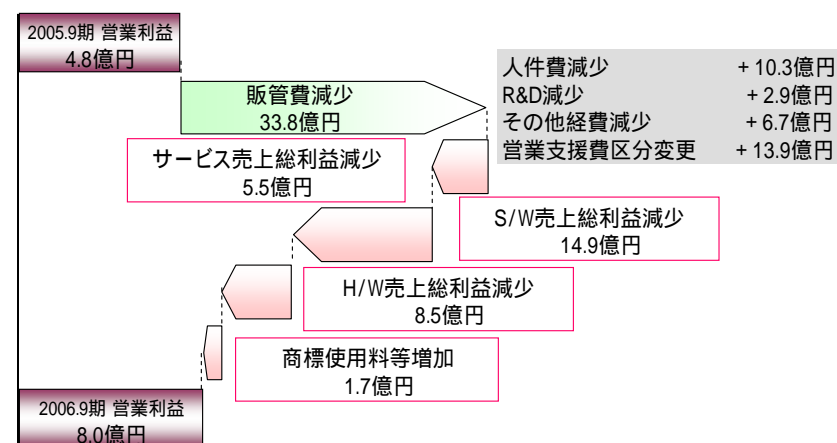 2005.9期 営業利益
4.8億円
販管費減少
33.8億円
人件費減少 +10.3億円
R&D減少 +2.9億円
その他経費減少 +6.7億円
営業支援費区分変更 +13.9億円
サービス売上総利益減少
5.5億円
S/W売上総利益減少
14.9億円
H/W売上総利益減少
8.5億円
商標使用料等増加
1.7億円
2006.9期 営業利益
8.0億円